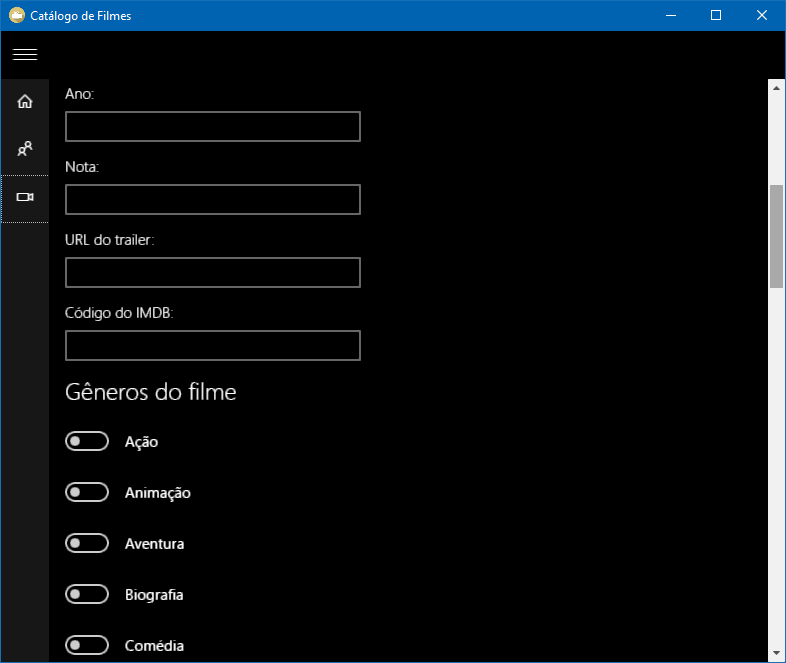 Catálogo de Filmes
Ano:
Nota:
URL do trailer:
Código do IMDB:
Gêneros do filme
Ação
Animação
Aventura
Biografia
Comédia